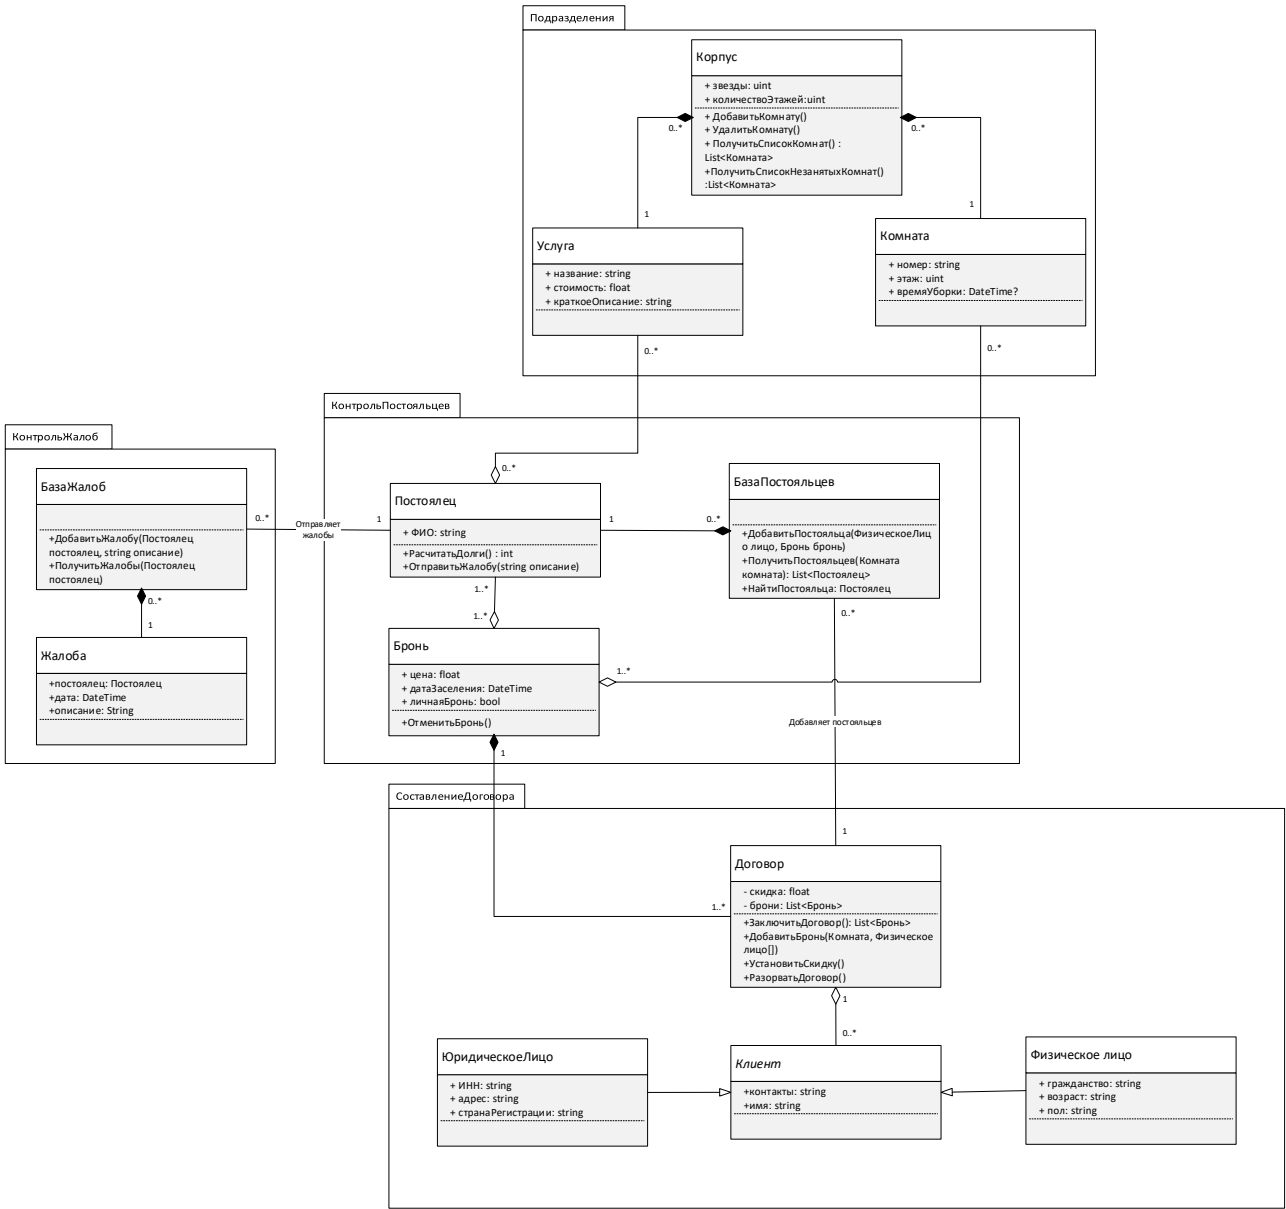 Подразделения
Корпус
+ звезды: uint
+ количествоЭтажей:uint
+ ДобавитьКомнату()
+ УдалитьКомнату()
+ ПолучитьСписокКомнат() :
List<Комната>
+ПолучитьСписокНезанятыхКомнат()
:List<Комната>
0..*
0..*
1
1
Услуга
+ название: string
+ стоимость: float
+ краткоеОписание: string
Комната
+ номер: string
+ этаж: uint
+ времяУборки: DateTime?
0..*
0..*
КонтрольПостояльцев
КонтрольЖалоб
БазаЖалоб
+ДобавитьЖалобу(Постоялец
постоялец, string описание)
+ПолучитьЖалобы(Постоялец
постоялец)
0..*
Отправляет
жалобы
1
0..*
1
Жалоба
+постоялец: Постоялец
+дата: DateTime
+описание: String
0..*
Постоялец
+ ФИО: string
+РасчитатьДолги() : int
+ОтправитьЖалобу(string описание)
1
0..*
БазаПостояльцев
+ДобавитьПостояльца(ФизическоеЛиц
о лицо, Бронь бронь)
+ПолучитьПостояльцев(Комната
комната): List<Постоялец>
+НайтиПостояльца: Постоялец
1..*
1..*
0..*
Бронь
+ цена: float
+ датаЗаселения: DateTime
+ личнаяБронь: bool
+ОтменитьБронь()
1..*
Добавляет постояльцев
1
СоставлениеДоговора
1
Договор
- скидка: float
- брони: List<Бронь>
+ЗаключитьДоговор(): List<Бронь>
+ДобавитьБронь(Комната, Физическое
лицо[])
+УстановитьСкидку()
+РазорватьДоговор()
1..*
1
0..*
ЮридическоеЛицо
+ ИНН: string
+ адрес: string
+ странаРегистрации: string
Клиент
+контакты: string
+имя: string
Физическое лицо
+ гражданство: string
+ возраст: string
+ пол: string